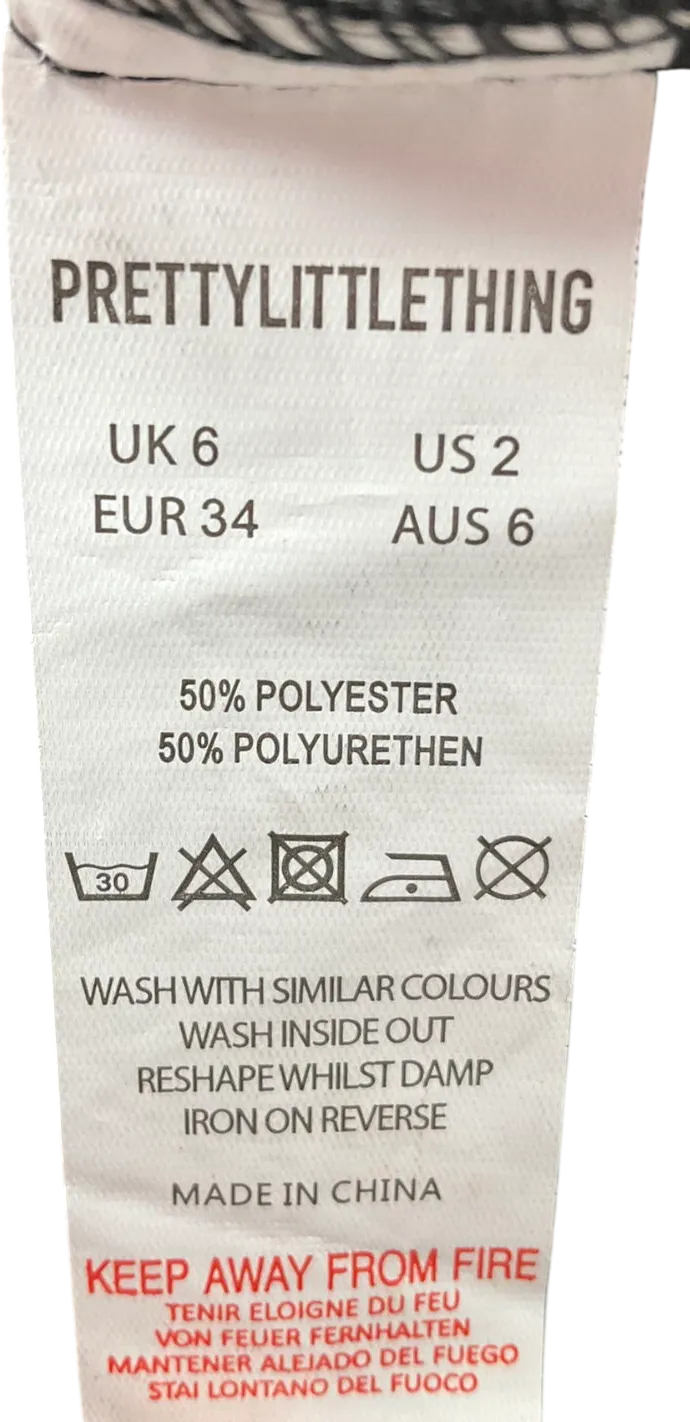 PRETTYLITTLETHING
UK 6 US 2
EUR 34 AUS 6
50% POLYESTER
50% POLYURETHEN
30
WASH WITH SIMILAR COLOURS
WASH INSIDE OUT
RESHAPE WHILST DAMP
IRON ON REVERSE
MADE IN CHINA
KEEP AWAY FROM FIRE
TENIR ELOIGNE DU FEU
VON FEUER FERNHALTEN
MANTENER ALEJADO DEL FUEGO
STAI LONTANO DEL FUOCO